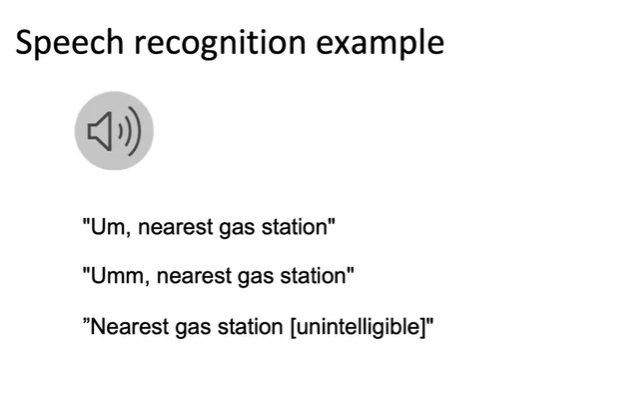 Speech recognition example
"Um, nearest gas station"
"Umm, nearest gas station"
”Nearest gas station [unintelligible]"